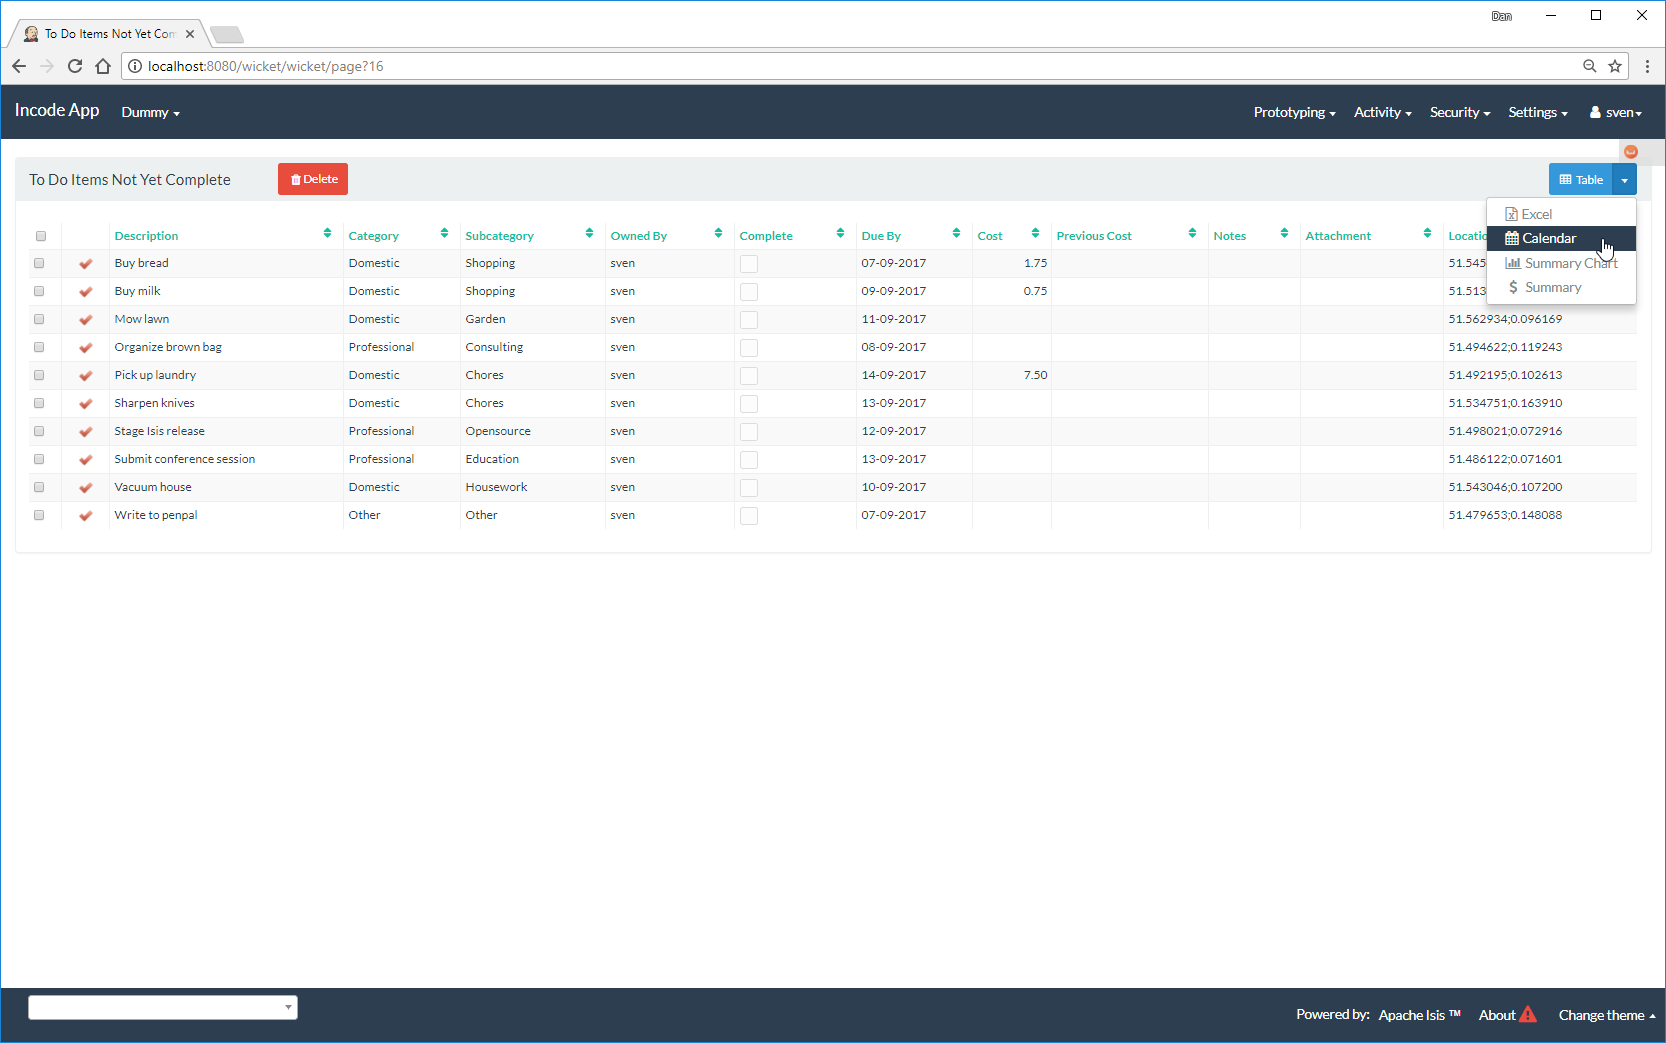 Dan
To Do Items Not Yet Com
localhost:8080/wicket/wicket/page?16
Incode App Dummy Prototyping Activity Security Settings sven
To Do Items Not Yet Complete Delete Table
Excel
Calendar
Summary Chart
$ Summary
Description Category Subcategory Owned By Complete Due By Cost Previous Cost Notes Attachment Locatio
Buy bread Domestic Shopping sven 07-09-2017 1.75 51.545
Buy milk Domestic Shopping sven 09-09-2017 0.75 51.513
Mow lawn Domestic Garden sven 11-09-2017 51.562934;0.096169
Organize brown bag Professional Consulting sven 08-09-2017 51.494622;0.119243
Pick up laundry Domestic Chores sven 14-09-2017 7.50 51.492195;0.102613
Sharpen knives Domestic Chores sven 13-09-2017 51.534751;0.163910
Stage Isis release Professional Opensource sven 12-09-2017 51.498021;0.072916
Submit conference session Professional Education sven 13-09-2017 51.486122;0.071601
Vacuum house Domestic Housework sven 10-09-2017 51.543046;0.107200
Write to penpal Other Other sven 07-09-2017 51.479653;0.148088
Powered by: Apache Isis ™ About Change theme